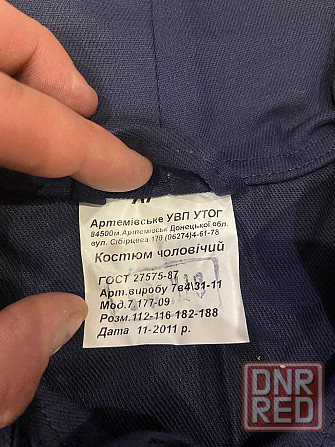 Артемівське УВП УТОГ
84500м.Артемівськ Донецької обл.
вул. Сібірцева 170 (06274)4-61-78
Костюм чоловічий
ГОСТ 27575-87
Арт.виробу 7в4\31-11
Мод.7.177-09
Розм.112-116 182-188
Дата 11-2011 р.
DNR
RED